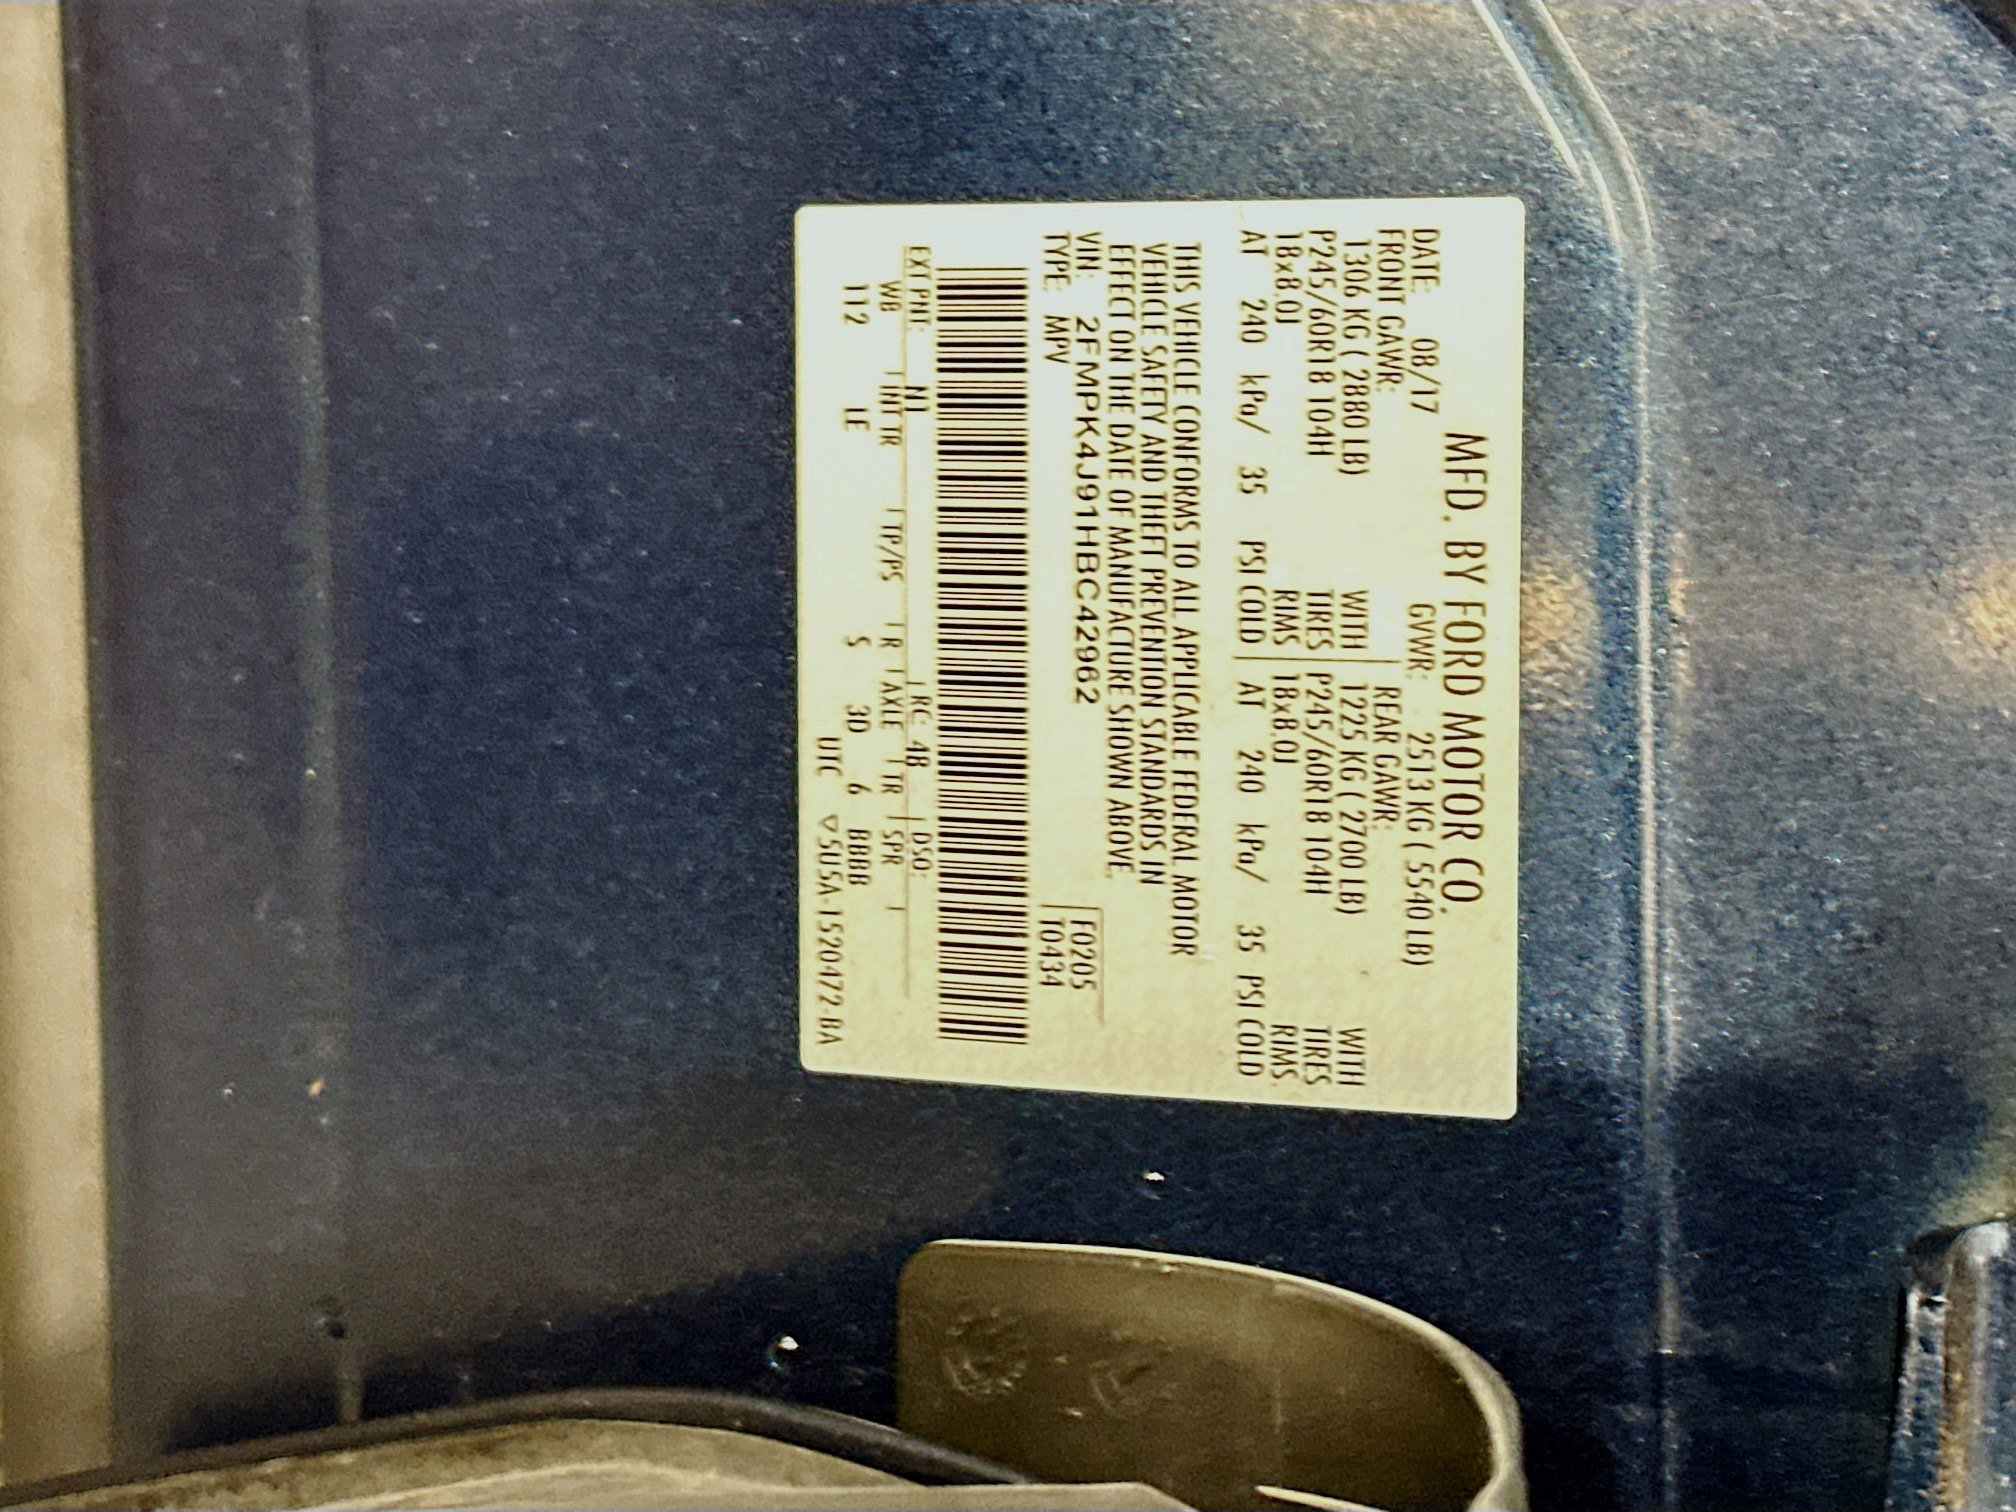 MFD. BY FORD MOTOR CO.
DATE: 08/17 GVWR: 2513 KG ( 5540 LB)
FRONT GAWR: REAR GAWR:
1306 KG ( 2880 LB) WITH 1225 KG ( 2700 LB) WITH
P245/60R18 104H TIRES P245/60R18 104H TIRES
18x8.0J RIMS 18x8.0J RIMS.
AT 240 kPa/ 35 PSI COLD AT 240 kPa/ 35 PSI COLD
THIS VEHICLE CONFORMS TO ALL APPLICABLE FEDERAL MOTOR
VEHICLE SAFETY AND THEFT PREVENTION STANDARDS IN
EFFECT ON THE DATE OF MANUFACTURE SHOWN ABOVE.
VIN: 2FMPK4J91HBC42962 F0205
TYPE: MPV T0434
EXT PNT: N1 RC: 48 DSO:
WB INT TR TP/PS R AXLE TR SPR
112 LE S 3D 6 BBBB
UTC ▽5U5A-1520472-BA